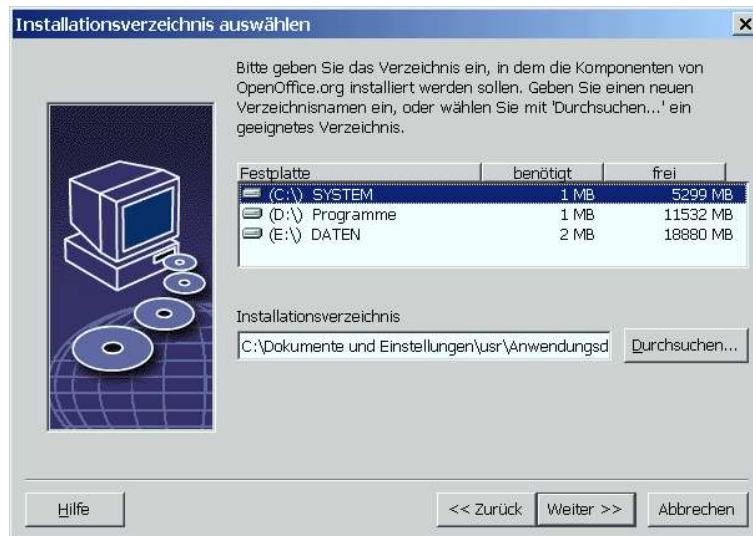 Installationsverzeichnis auswählen
Bitte geben Sie das Verzeichnis ein, in dem die Komponenten von
OpenOffice.org installiert werden sollen. Geben Sie einen neuen
Verzeichnisnamen ein, oder wählen Sie mit 'Durchsuchen...' ein
geeignetes Verzeichnis.
Festplatte benötigt frei
(C:\) SYSTEM 1 MB 5299 MB
(D:\) Programme 1 MB 11532 MB
(E:\) DATEN 2 MB 18880 MB
Installationsverzeichnis
C:\Dokumente und Einstellungen\usr\Anwendungsd Durchsuchen...
Hilfe << Zurück Weiter >> Abbrechen